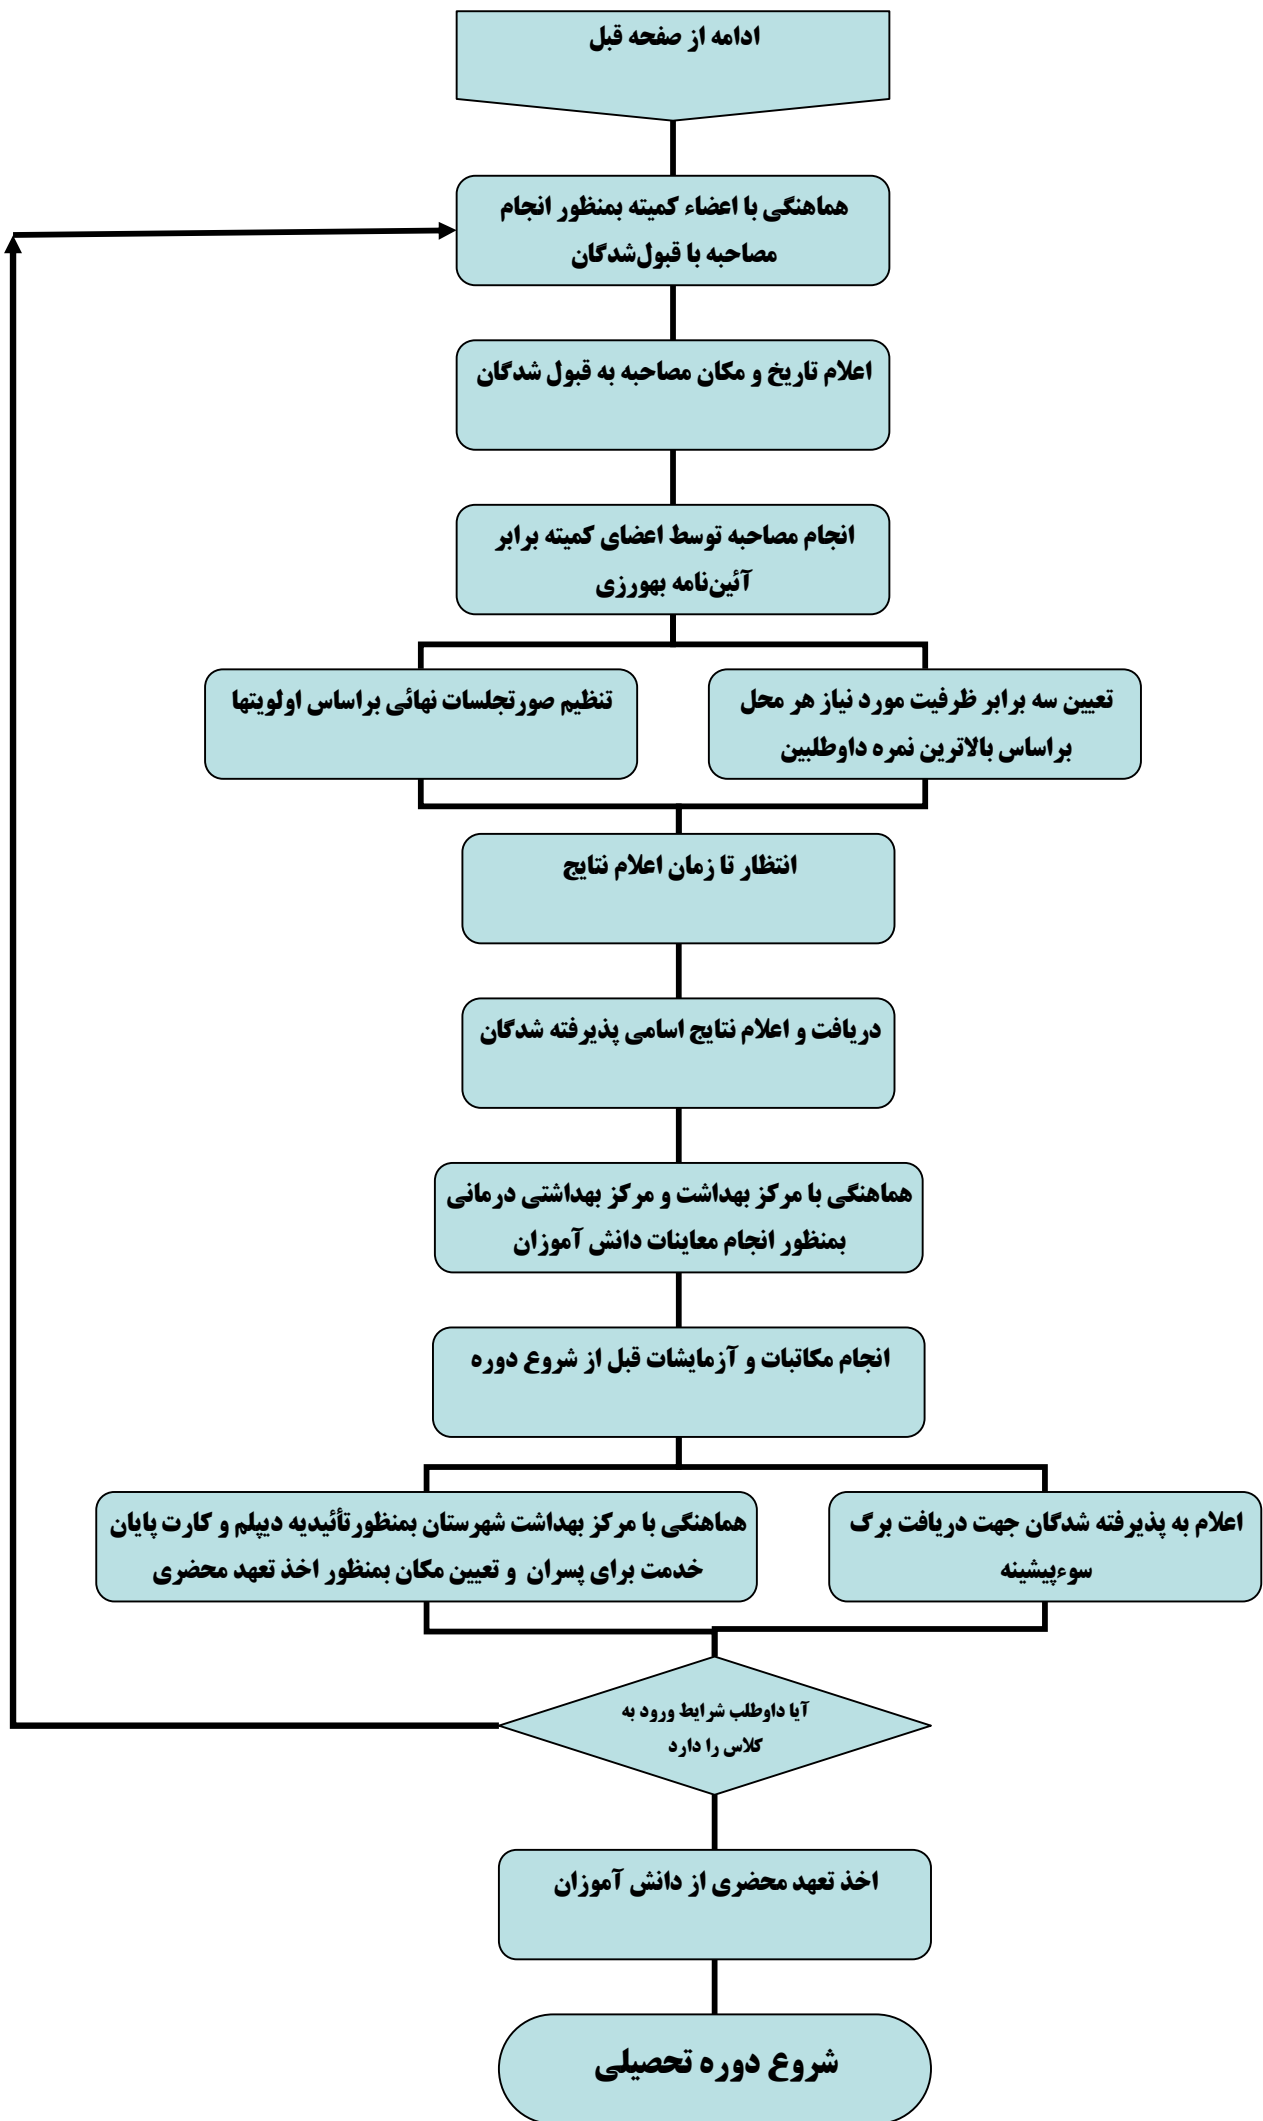 ادامه از صفحه قبل
هماهنگی با اعضاء کمیته بمنظور انجام
مصاحبه با قبول‌شدگان
اعلام تاریخ و مکان مصاحبه به قبول شدگان
انجام مصاحبه توسط اعضای کمیته برابر
آئین‌نامه بهورزی
تعیین سه برابر ظرفیت مورد نیاز هر محل
براساس بالاترین نمره داوطلبین
تنظیم صورتجلسات نهائی براساس اولویتها
انتظار تا زمان اعلام نتایج
دریافت و اعلام نتایج اسامی پذیرفته شدگان
هماهنگی با مرکز بهداشت و مرکز بهداشتی درمانی
بمنظور انجام معاینات دانش آموزان
انجام مکاتبات و آزمایشات قبل از شروع دوره
اعلام به پذیرفته شدگان جهت دریافت برگ
سوءپیشینه
هماهنگی با مرکز بهداشت شهرستان بمنظورتأئیدیه دیپلم و کارت پایان
خدمت برای پسران و تعیین مکان بمنظور اخذ تعهد محضری
آیا داوطلب شرایط ورود به
کلاس را دارد
اخذ تعهد محضری از دانش آموزان
شروع دوره تحصیلی